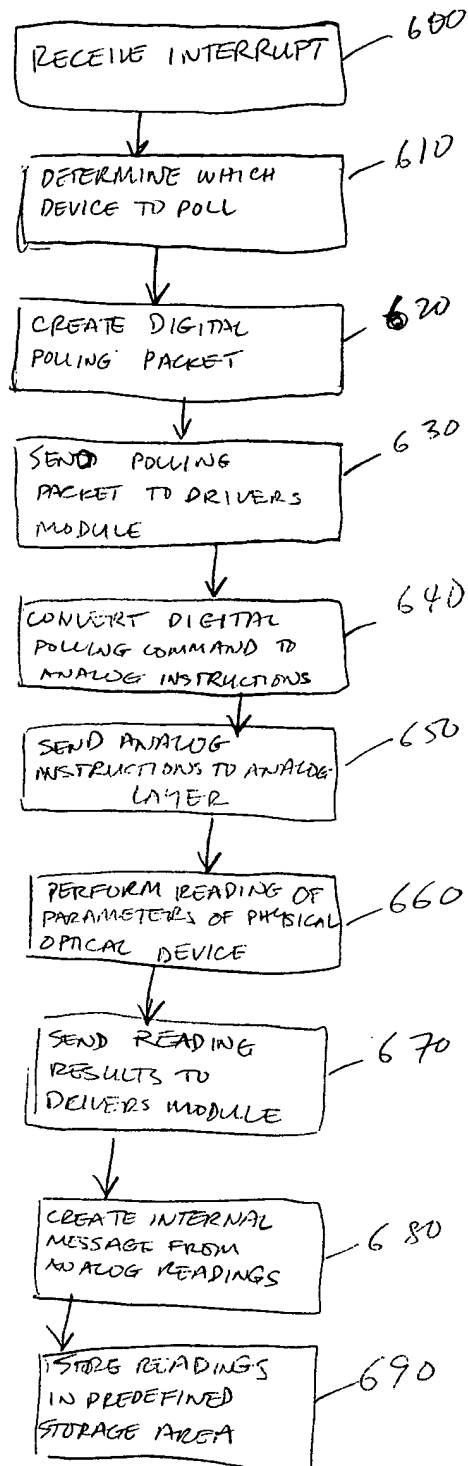 RECEIVE INTERRUPT
600
DETERMINE WHICH
DEVICE TO POLL
610
CREATE DIGITAL
POLLING PACKET
620
SEND POLLING
PACKET TO DRIVERS
MODULE
630
CONVERT DIGITAL
POLLING COMMAND TO
ANALOG INSTRUCTIONS
640
SEND ANALOG
INSTRUCTIONS TO ANALOG
LAYER
650
PERFORM READING OF
PARAMETERS OF PHYSICAL
OPTICAL DEVICE
660
SEND READING
RESULTS TO
DRIVERS MODULE
670
CREATE INTERNAL
MESSAGE FROM
ANALOG READINGS
680
STORE READINGS
IN PREDEFINED
STORAGE AREA
690